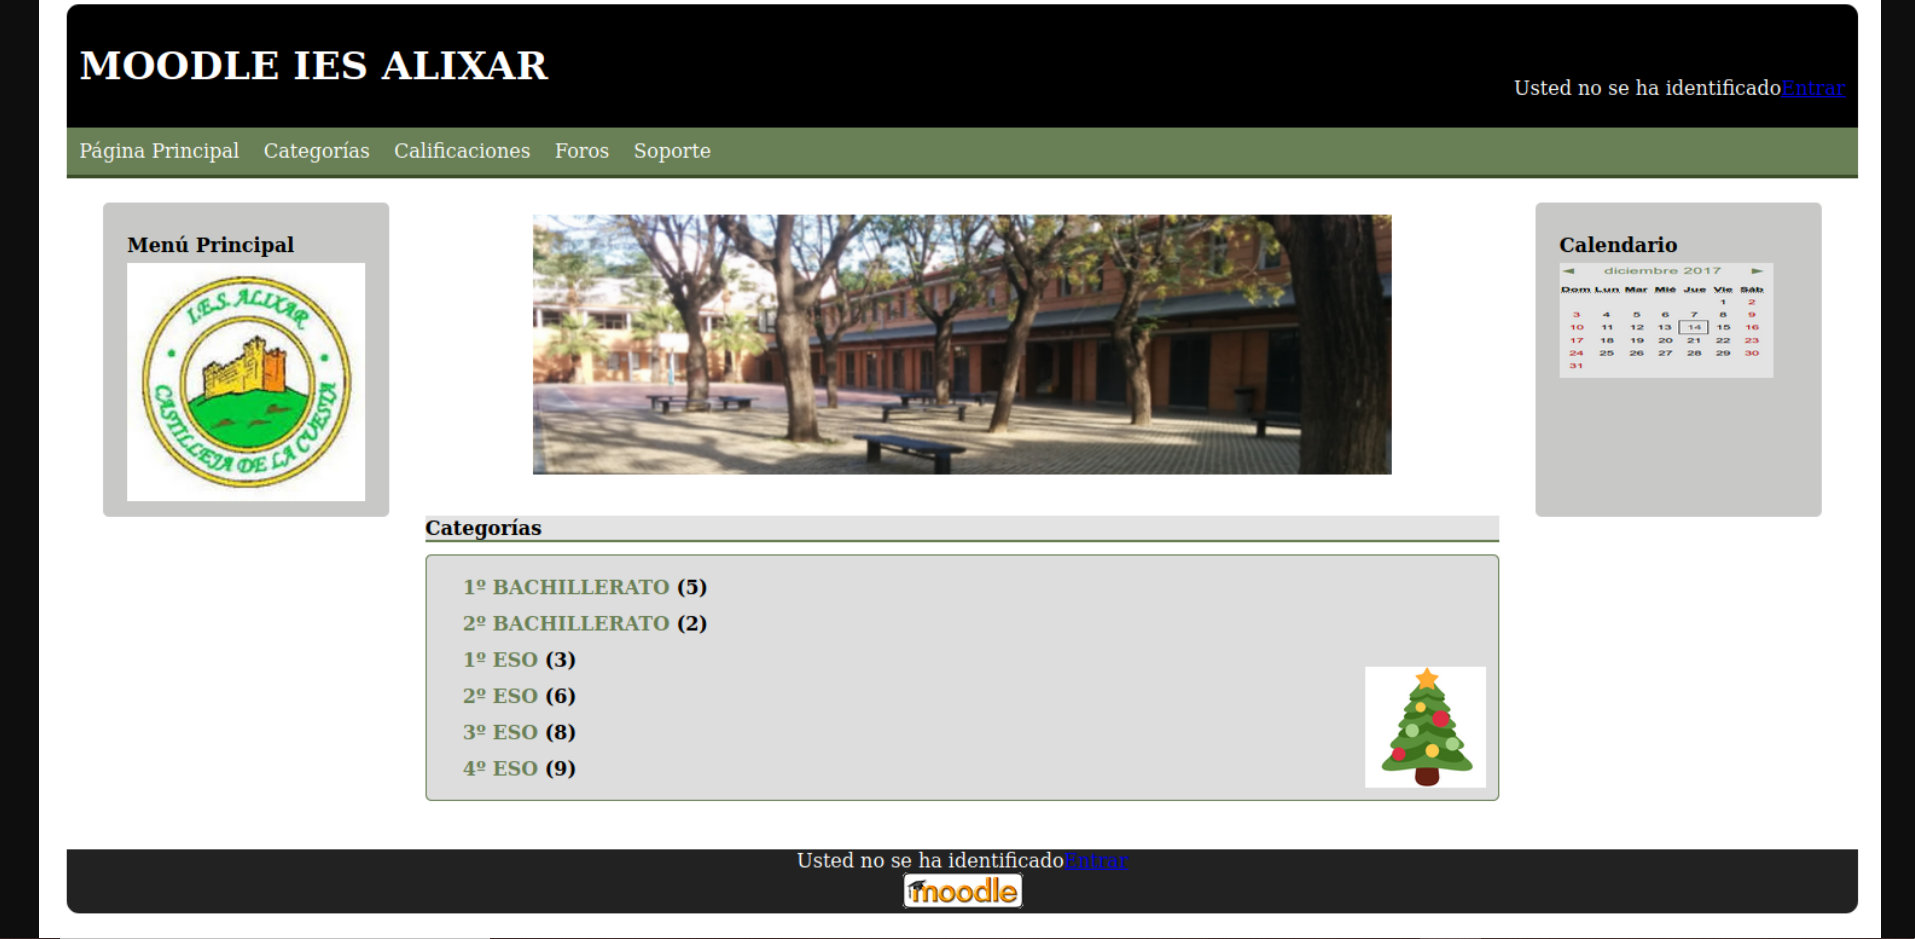 MOODLE IES ALIXAR
Usted no se ha identificadoEntrar
Página Principal Categorías Calificaciones Foros Soporte
Menú Principal
I.E.S. ALIXAR
CASTILLEJA DE LA CUESTA
Calendario
◄ diciembre 2017 ►
Dom Lun Mar Mié Jue Vie Sáb
1 2
3 4 5 6 7 8 9
10 11 12 13 14 15 16
17 18 19 20 21 22 23
24 25 26 27 28 29 30
31
Categorías
1º BACHILLERATO (5)
2º BACHILLERATO (2)
1º ESO (3)
2º ESO (6)
3º ESO (8)
4º ESO (9)
Usted no se ha identificadoEntrar
moodle